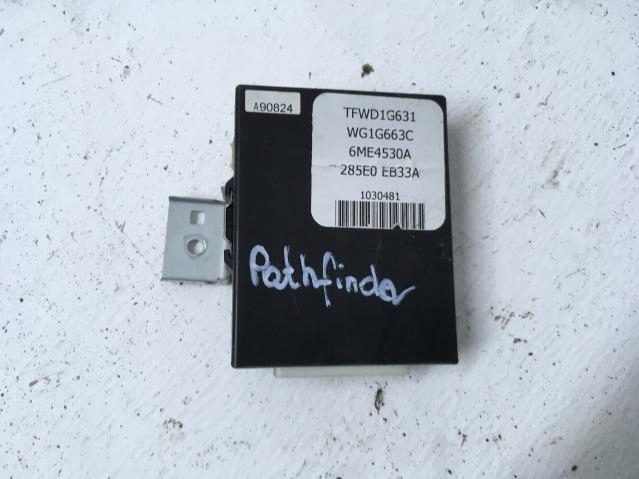 A90824
TFWD1G631
WG1G663C
6ME4530A
285E0 EB33A
1030481
Pathfinder